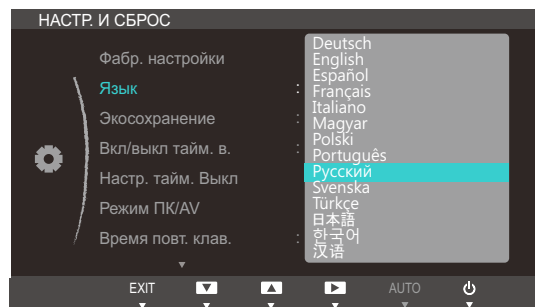 НАСТР. И СБРОС
Фабр. настройки
Язык :
Экосохранение :
Вкл/выкл тайм. в. :
Настр. тайм. Выкл
Режим ПК/AV
Время повт. клав. :
Deutsch
English
Español
Français
Italiano
Magyar
Polski
Português
Русский
Svenska
Türkçe
日本語
한국어
汉语
EXIT
AUTO